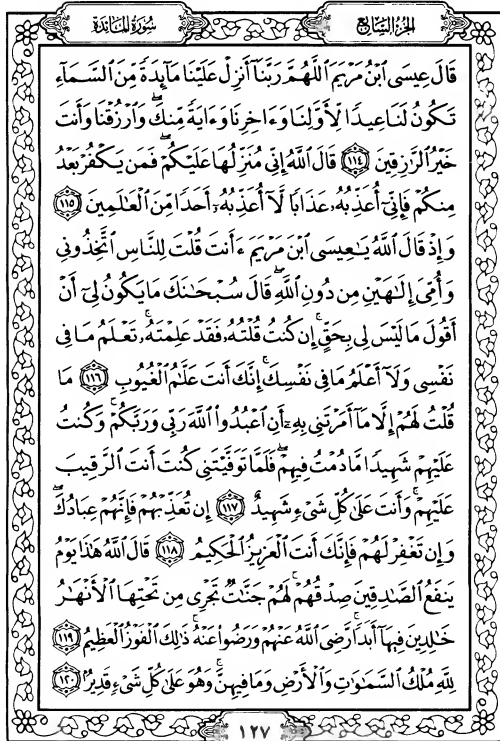 الجزء السابع
سورة المائدة
قَالَ عِيسَى ٱبۡنُ مَرۡيَمَ ٱللَّهُمَّ رَبَّنَآ أَنزِلۡ عَلَيۡنَا مَآئِدَةٗ مِّنَ ٱلسَّمَآءِ
تَكُونُ لَنَا عِيدٗا لِّأَوَّلِنَا وَءَاخِرِنَا وَءَايَةٗ مِّنكَۖ وَٱرۡزُقۡنَا وَأَنتَ
خَيۡرُ ٱلرَّٰزِقِينَ ١١٤ قَالَ ٱللَّهُ إِنِّي مُنَزِّلُهَا عَلَيۡكُمۡۖ فَمَن يَكۡفُرۡ بَعۡدُ
مِنكُمۡ فَإِنِّيٓ أُعَذِّبُهُۥ عَذَابٗا لَّآ أُعَذِّبُهُۥٓ أَحَدٗا مِّنَ ٱلۡعَٰلَمِينَ ١١٥
وَإِذۡ قَالَ ٱللَّهُ يَٰعِيسَى ٱبۡنَ مَرۡيَمَ ءَأَنتَ قُلۡتَ لِلنَّاسِ ٱتَّخِذُونِي
وَأُمِّيَ إِلَٰهَيۡنِ مِن دُونِ ٱللَّهِۖ قَالَ سُبۡحَٰنَكَ مَا يَكُونُ لِيٓ أَنۡ
أَقُولَ مَا لَيۡسَ لِي بِحَقٍّۚ إِن كُنتُ قُلۡتُهُۥ فَقَدۡ عَلِمۡتَهُۥۚ تَعۡلَمُ مَا فِي
نَفۡسِي وَلَآ أَعۡلَمُ مَا فِي نَفۡسِكَۚ إِنَّكَ أَنتَ عَلَّٰمُ ٱلۡغُيُوبِ ١١٦ مَا
قُلۡتُ لَهُمۡ إِلَّا مَآ أَمَرۡتَنِي بِهِۦٓ أَنِ ٱعۡبُدُواْ ٱللَّهَ رَبِّي وَرَبَّكُمۡۚ وَكُنتُ
عَلَيۡهِمۡ شَهِيدٗا مَّا دُمۡتُ فِيهِمۡۖ فَلَمَّا تَوَفَّيۡتَنِي كُنتَ أَنتَ ٱلرَّقِيبَ
عَلَيۡهِمۡۚ وَأَنتَ عَلَىٰ كُلِّ شَيۡءٖ شَهِيدٌ ١١٧ إِن تُعَذِّبۡهُمۡ فَإِنَّهُمۡ عِبَادُكَۖ
وَإِن تَغۡفِرۡ لَهُمۡ فَإِنَّكَ أَنتَ ٱلۡعَزِيزُ ٱلۡحَكِيمُ ١١٨ قَالَ ٱللَّهُ هَٰذَا يَوۡمُ
يَنفَعُ ٱلصَّٰدِقِينَ صِدۡقُهُمۡۚ لَهُمۡ جَنَّٰتٞ تَجۡرِي مِن تَحۡتِهَا ٱلۡأَنۡهَٰرُ
خَٰلِدِينَ فِيهَآ أَبَدٗاۖ رَّضِيَ ٱللَّهُ عَنۡهُمۡ وَرَضُواْ عَنۡهُۚ ذَٰلِكَ ٱلۡفَوۡزُ ٱلۡعَظِيمُ ١١٩
لِلَّهِ مُلۡكُ ٱلسَّمَٰوَٰتِ وَٱلۡأَرۡضِ وَمَا فِيهِنَّۚ وَهُوَ عَلَىٰ كُلِّ شَيۡءٖ قَدِيرُۢ ١٢٠
١٢٧